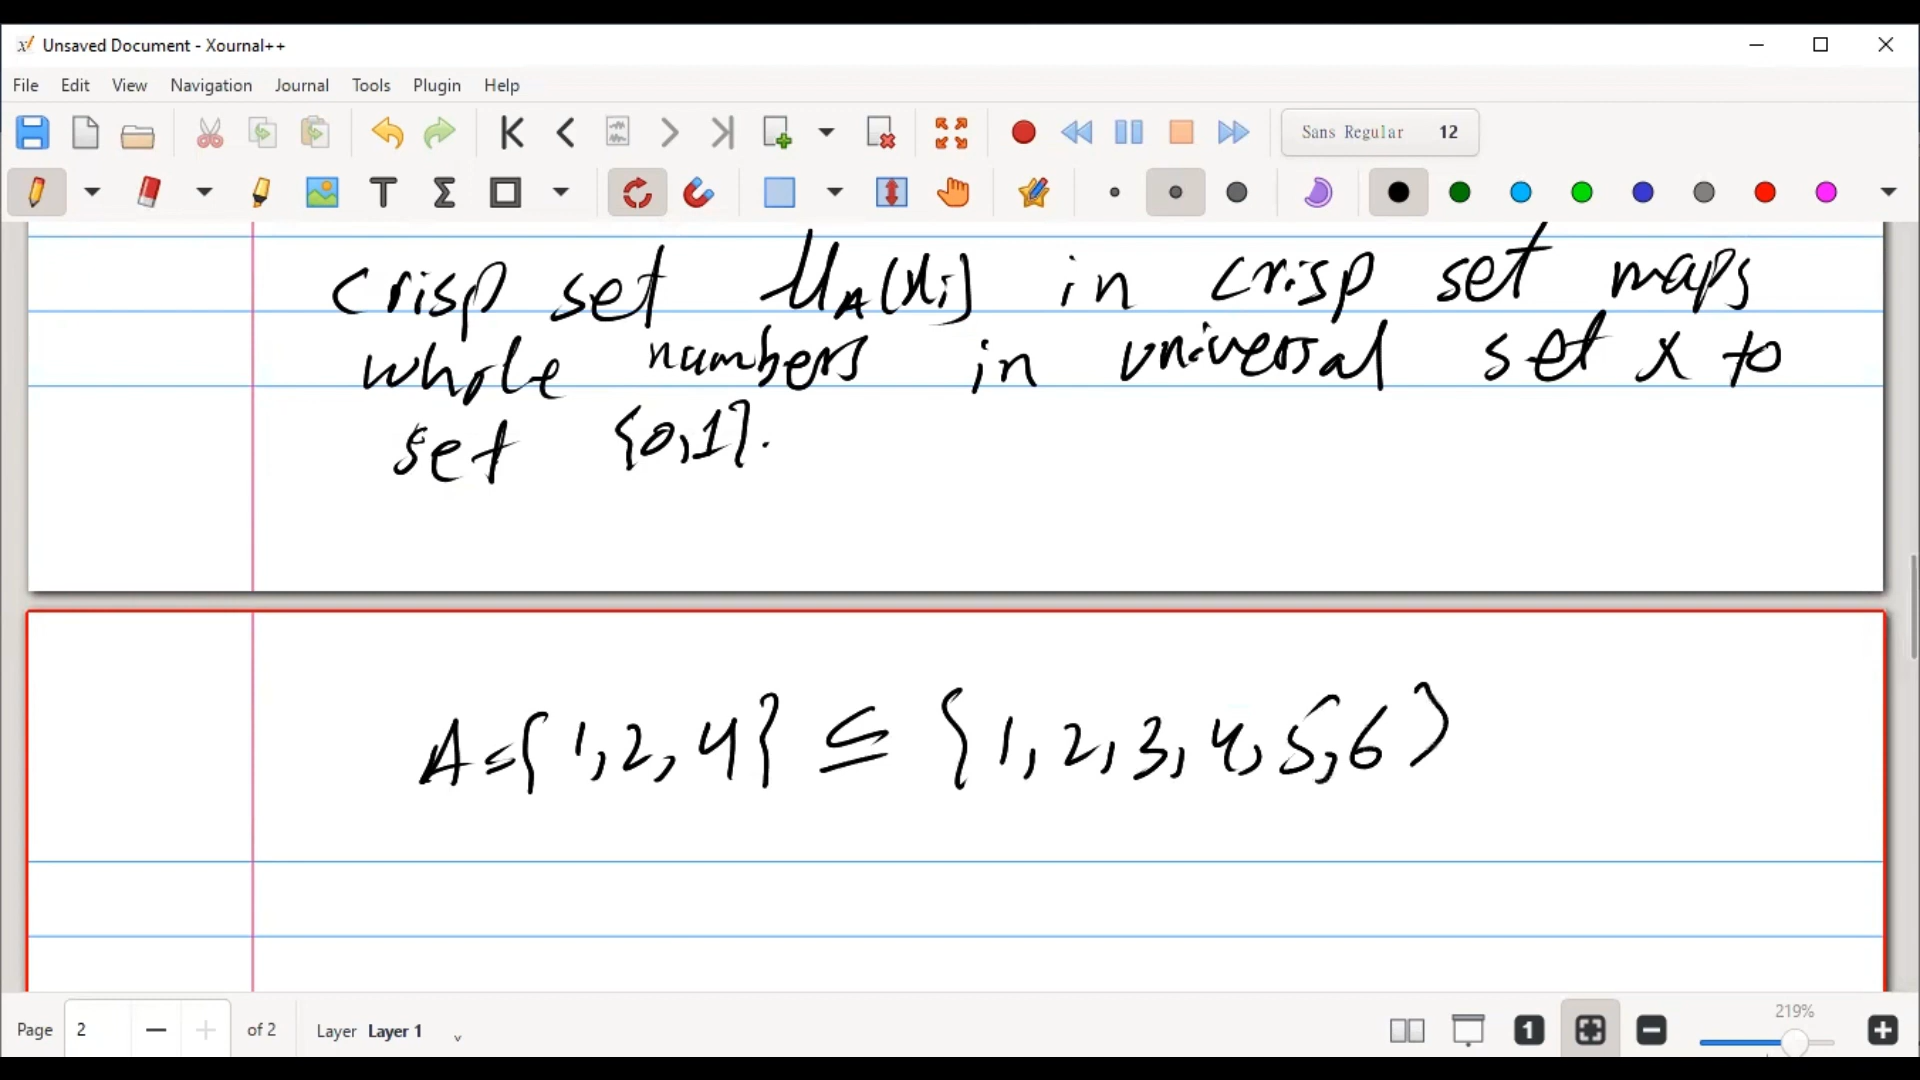 Unsaved Document - Xournal++
File Edit View Navigation Journal Tools Plugin Help
Sans Regular 12
crisp set μA(xi) in crisp set maps
whole numbers in universal set x to
set {0,1}.
A={1,2,4} ⊆ {1,2,3,4,5,6}
Page 2 of 2 Layer Layer 1
1
219%